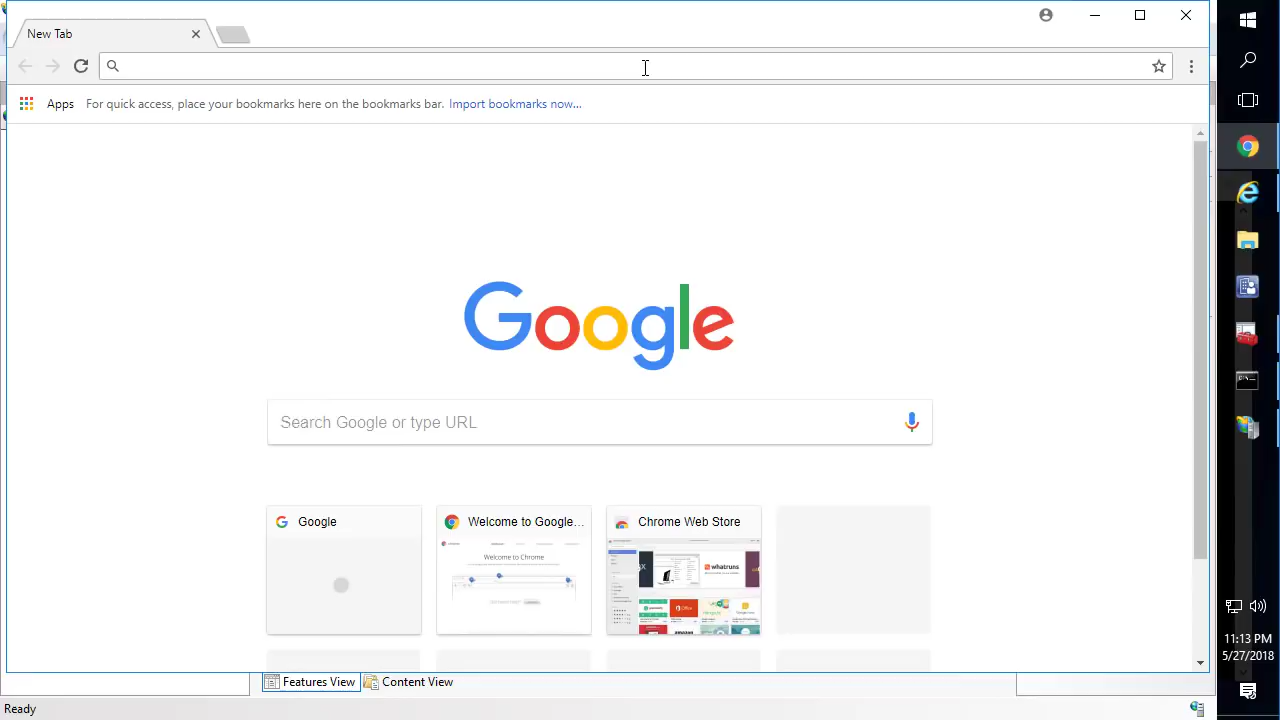 New Tab
Apps For quick access, place your bookmarks here on the bookmarks bar. Import bookmarks now...
Google
Search Google or type URL
Google Welcome to Google... Chrome Web Store
Welcome to Chrome
whatruns
Features View Content View
Ready
11:13 PM
5/27/2018